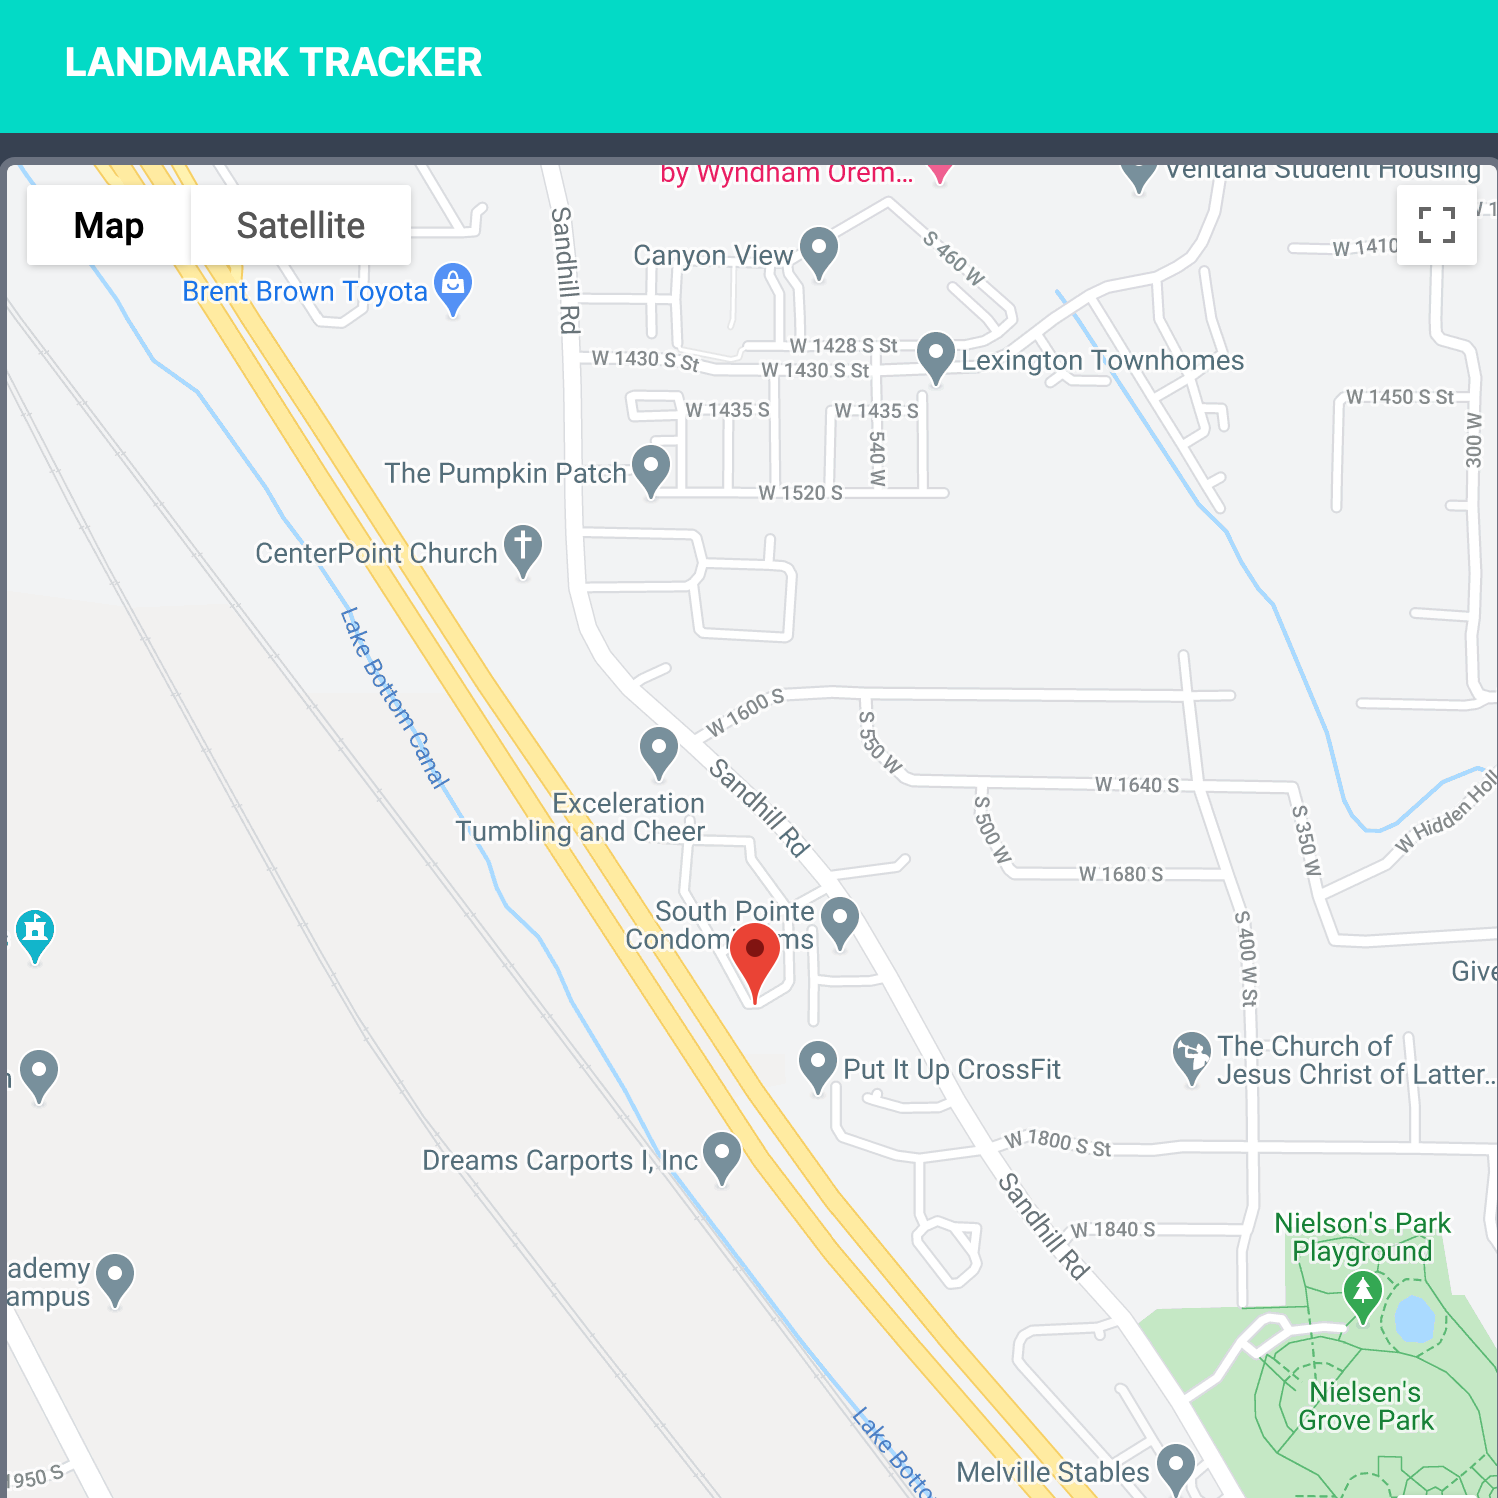 LANDMARK TRACKER
by Wyndham Orem...
Ventana Student Housing
Map
Satellite
W 1410
Sandhill Rd
Canyon View
S 460 W
Brent Brown Toyota
W 1428 S St
W 1430 S St
W 1430 S St
Lexington Townhomes
W 1450 S St
W 1435 S
W 1435 S
300 W
540 W
The Pumpkin Patch
W 1520 S
CenterPoint Church
Lake Bottom Canal
W 1600 S
S 550 W
Sandhill Rd
W 1640 S
Exceleration
Tumbling and Cheer
S 500 W
S 350 W
W Hidden Holl
W 1680 S
South Pointe
Condominiums
S 400 W St
Give
The Church of
Jesus Christ of Latter...
Put It Up CrossFit
W 1800 S St
Dreams Carports I, Inc
Sandhill Rd
W 1840 S
Nielson's Park
Playground
ademy
ampus
Nielsen's
Grove Park
Lake Botto
Melville Stables
1950 S